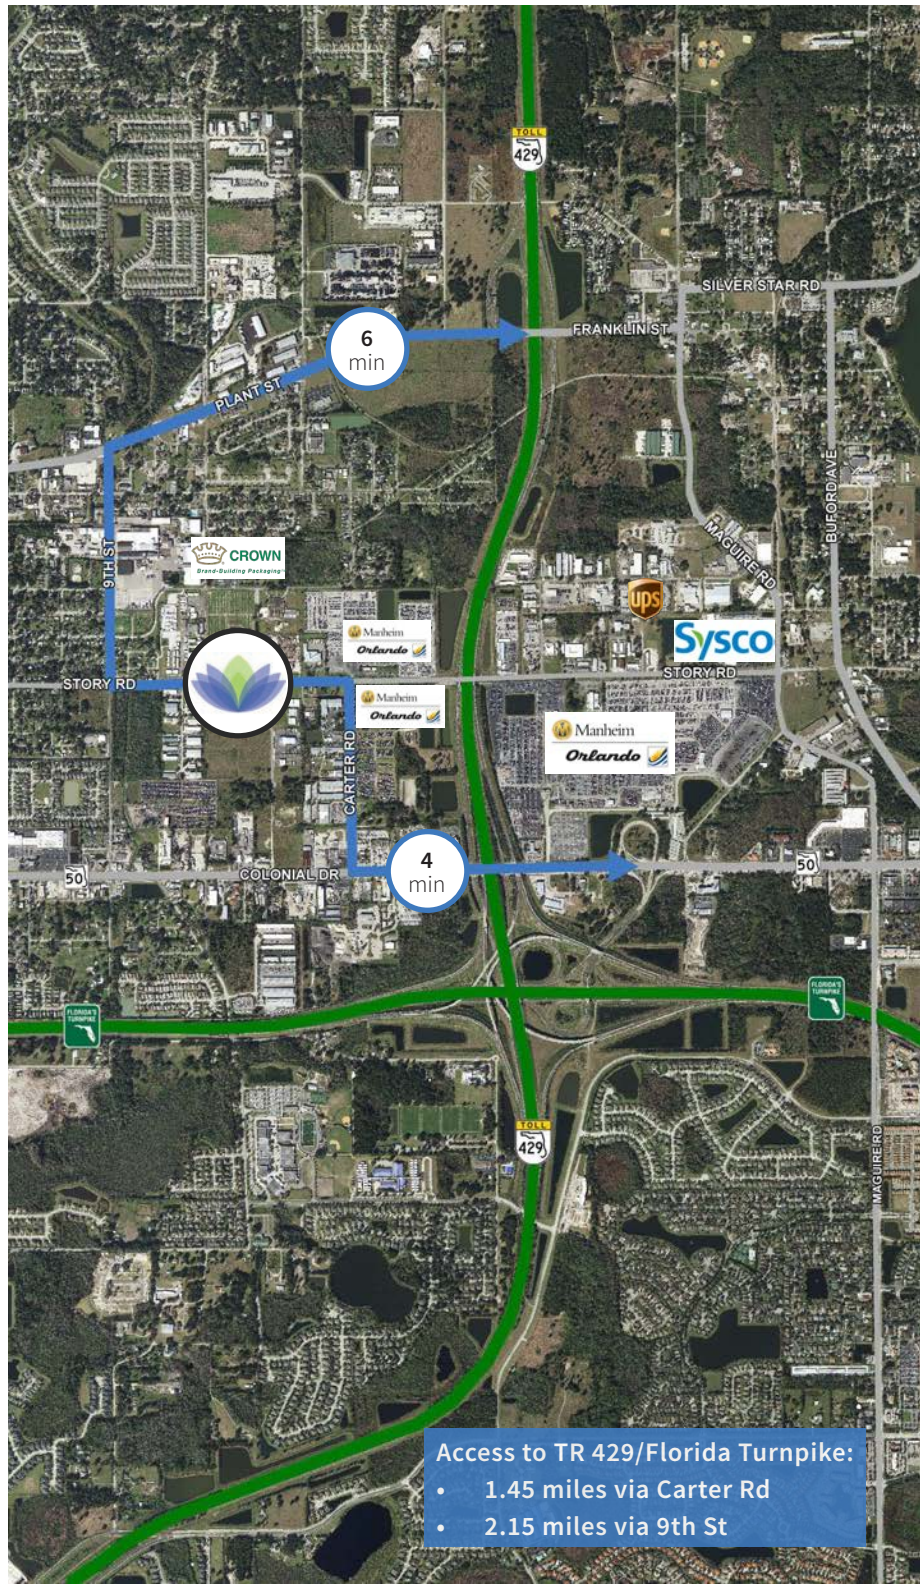 TOLL
429
SILVER STAR RD
FRANKLIN ST
6
min
PLANT ST
BUFORD AVE
MAGUIRE RD
9TH ST
CROWN
Brand-Building Packaging
ups
Manheim
Orlando
Sysco
STORY RD
STORY RD
Manheim
Orlando
Manheim
Orlando
CARTER RD
4
min
50
COLONIAL DR
50
FLORIDA'S
TURNPIKE
FLORIDA'S
TURNPIKE
TOLL
429
MAGUIRE RD
Access to TR 429/Florida Turnpike:
• 1.45 miles via Carter Rd
• 2.15 miles via 9th St